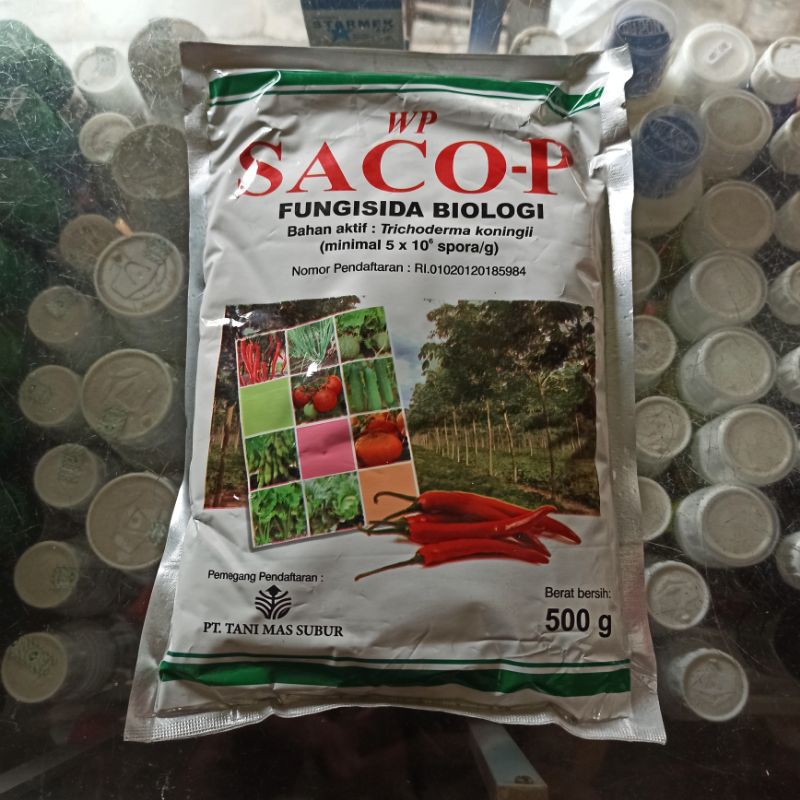 STARMEK
WP
SACO-P
FUNGISIDA BIOLOGI
Bahan aktif : Trichoderma koningii
(minimal 5 x 10⁶ spora/g)
Nomor Pendaftaran : RI.01020120185984
Pemegang Pendaftaran :
PT. TANI MAS SUBUR
Berat bersih:
500 g